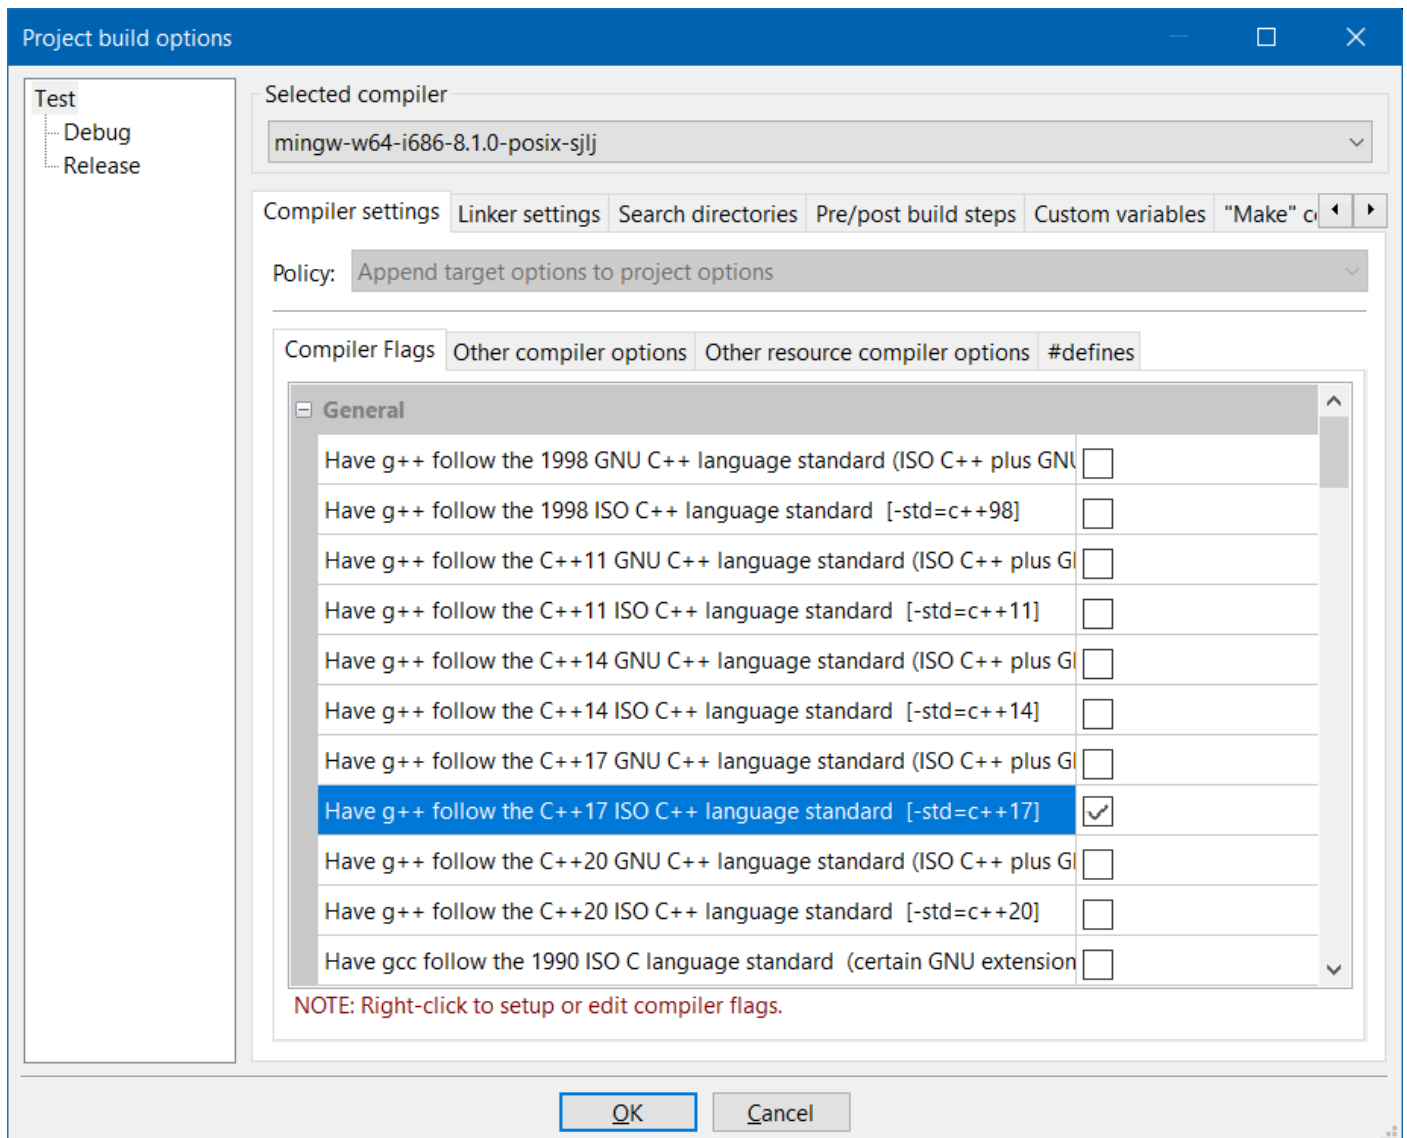 Project build options
Test
Debug
Release
Selected compiler
mingw-w64-i686-8.1.0-posix-sjlj
Compiler settings Linker settings Search directories Pre/post build steps Custom variables "Make" c
Policy: Append target options to project options
Compiler Flags Other compiler options Other resource compiler options #defines
General
Have g++ follow the 1998 GNU C++ language standard (ISO C++ plus GNU
Have g++ follow the 1998 ISO C++ language standard [-std=c++98]
Have g++ follow the C++11 GNU C++ language standard (ISO C++ plus G
Have g++ follow the C++11 ISO C++ language standard [-std=c++11]
Have g++ follow the C++14 GNU C++ language standard (ISO C++ plus G
Have g++ follow the C++14 ISO C++ language standard [-std=c++14]
Have g++ follow the C++17 GNU C++ language standard (ISO C++ plus G
Have g++ follow the C++17 ISO C++ language standard [-std=c++17]
Have g++ follow the C++20 GNU C++ language standard (ISO C++ plus G
Have g++ follow the C++20 ISO C++ language standard [-std=c++20]
Have gcc follow the 1990 ISO C language standard (certain GNU extension
NOTE: Right-click to setup or edit compiler flags.
OK Cancel